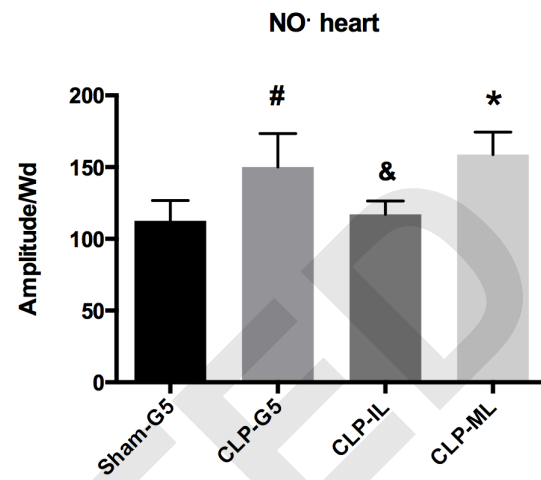 NO· heart
200
150
100
50
0
Amplitude/Wd
#
&
*
Sham-G5
CLP-G5
CLP-IL
CLP-ML